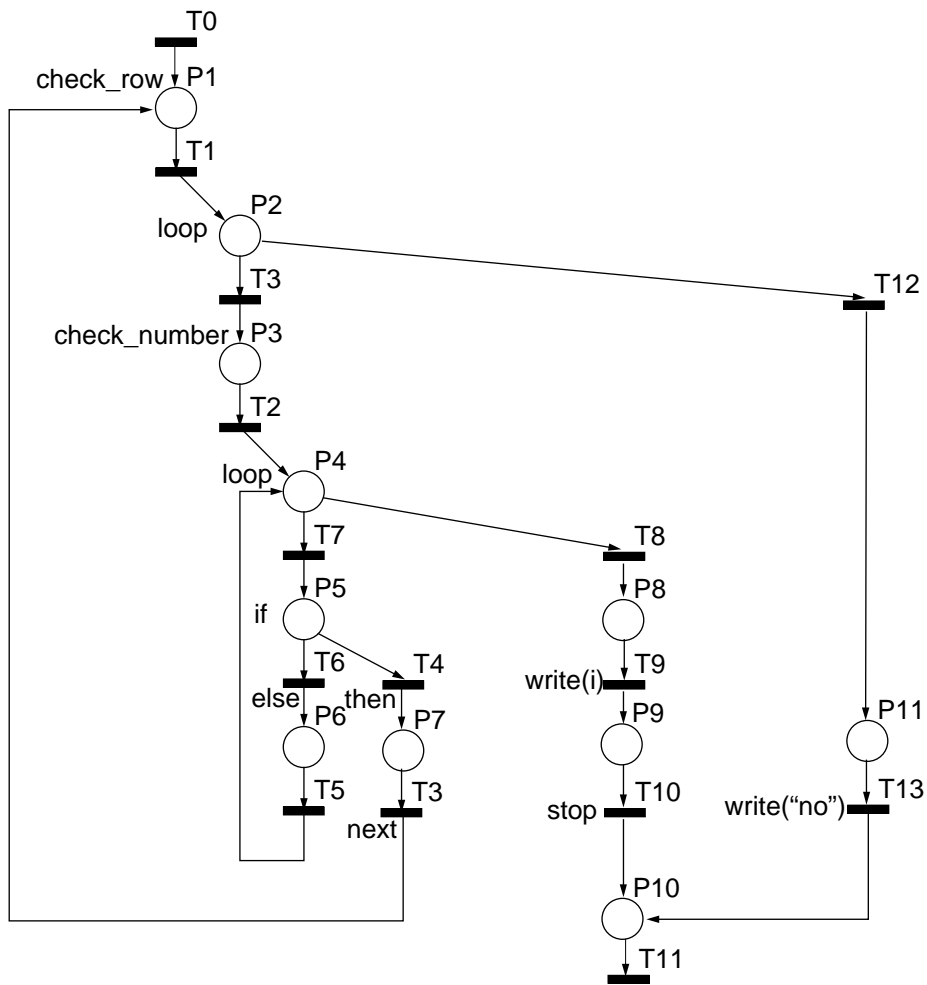 T0
check_row P1
T1
P2
loop
T3
T12
P3
check_number
T2
P4
loop
T7
T8
P5
P8
if
T6
T4
T9
else
then
write(i)
P6
P7
P9
P11
T5
T3
T10
T13
next
stop
write(“no”)
P10
T11